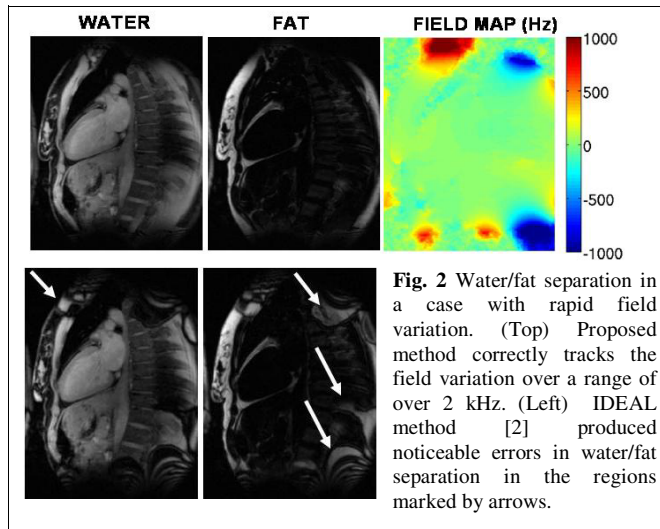 WATER FAT FIELD MAP (Hz)
1000
500
0
-500
-1000
Fig. 2 Water/fat separation in
a case with rapid field
variation. (Top) Proposed
method correctly tracks the
field variation over a range of
over 2 kHz. (Left) IDEAL
method [2] produced
noticeable errors in water/fat
separation in the regions
marked by arrows.